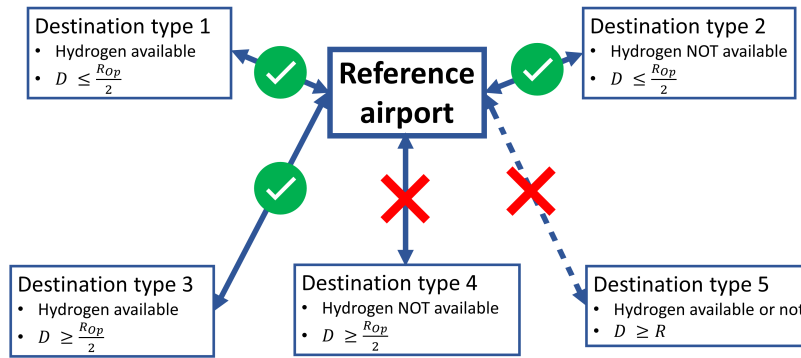 Destination type 1
• Hydrogen available
• D ≤ R_Op/2
Reference
airport
Destination type 2
• Hydrogen NOT available
• D ≤ R_Op/2
Destination type 3
• Hydrogen available
• D ≥ R_Op/2
Destination type 4
• Hydrogen NOT available
• D ≥ R_Op/2
Destination type 5
• Hydrogen available or not
• D ≥ R